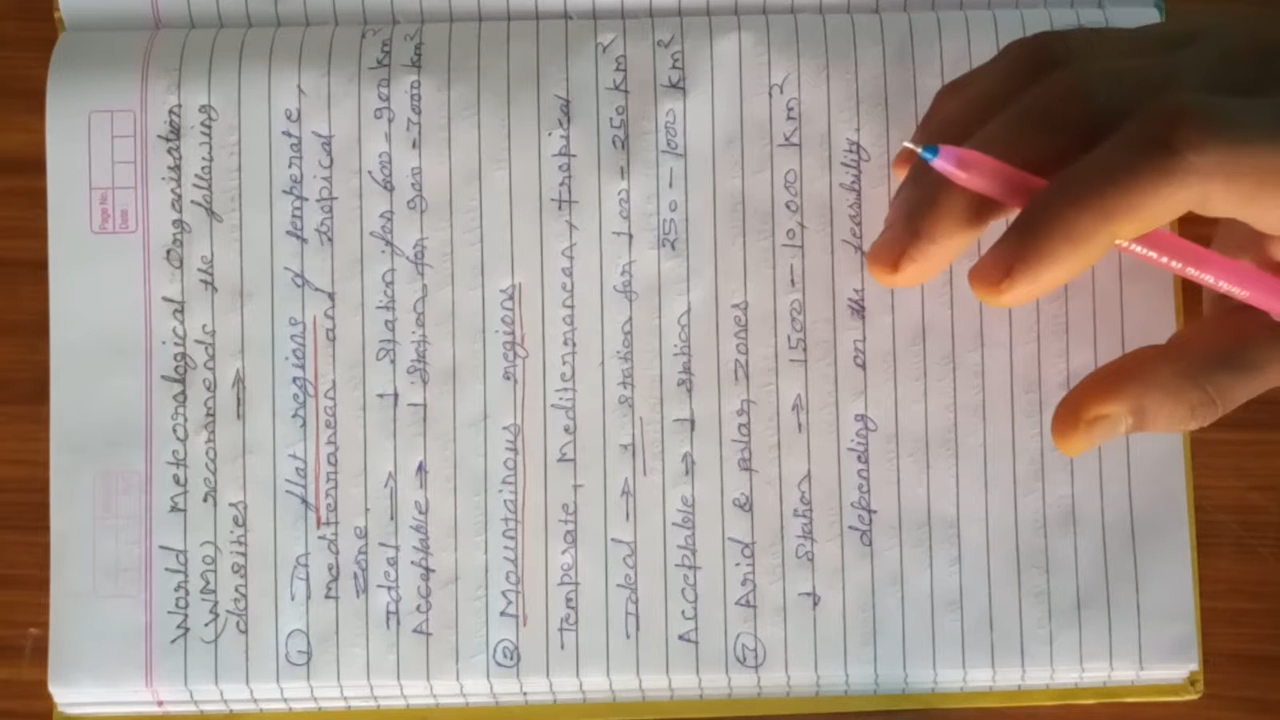 Page No.
Date
World meteorological organisation
(WMO) recommends the following
densities →
① In flat regions of temperate,
mediterranean and tropical
zone.
Ideal → 1 station for 600 - 900 km²
Acceptable → 1 station for 900 - 3000 km²
② Mountainous regions
Temperate, mediterranean, tropical
Ideal → 1 station for 100 - 250 km²
Acceptable → 1 station 250 - 1000 km²
③ Arid & polar zones
1 station → 1500 - 10,000 km²
depending on the feasibility.